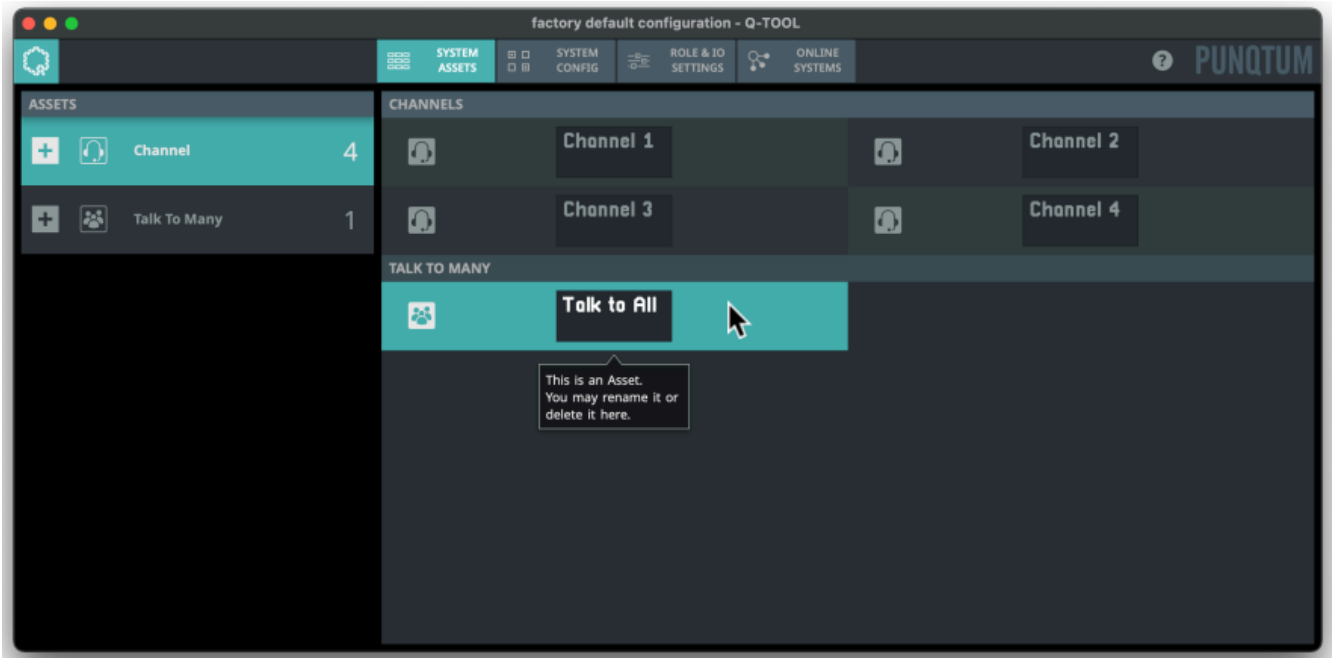 factory default configuration - Q-TOOL
SYSTEM ASSETS
SYSTEM CONFIG
ROLE & IO SETTINGS
ONLINE SYSTEMS
?
PUNQTUM
ASSETS
+ Channel 4
+ Talk To Many 1
CHANNELS
Channel 1
Channel 2
Channel 3
Channel 4
TALK TO MANY
Talk to All
This is an Asset.
You may rename it or
delete it here.